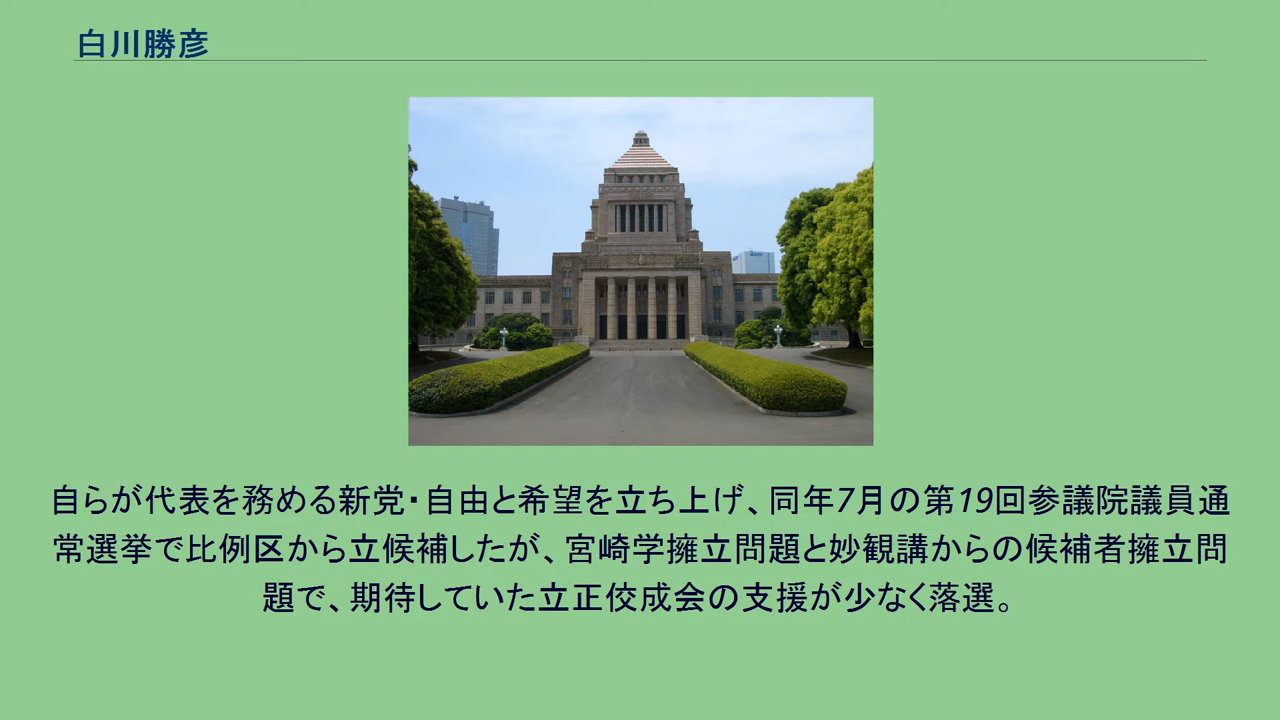 白川勝彦
自らが代表を務める新党・自由と希望を立ち上げ、同年7月の第19回参議院議員通
常選挙で比例区から立候補したが、宮崎学擁立問題と妙観講からの候補者擁立問
題で、期待していた立正佼成会の支援が少なく落選。